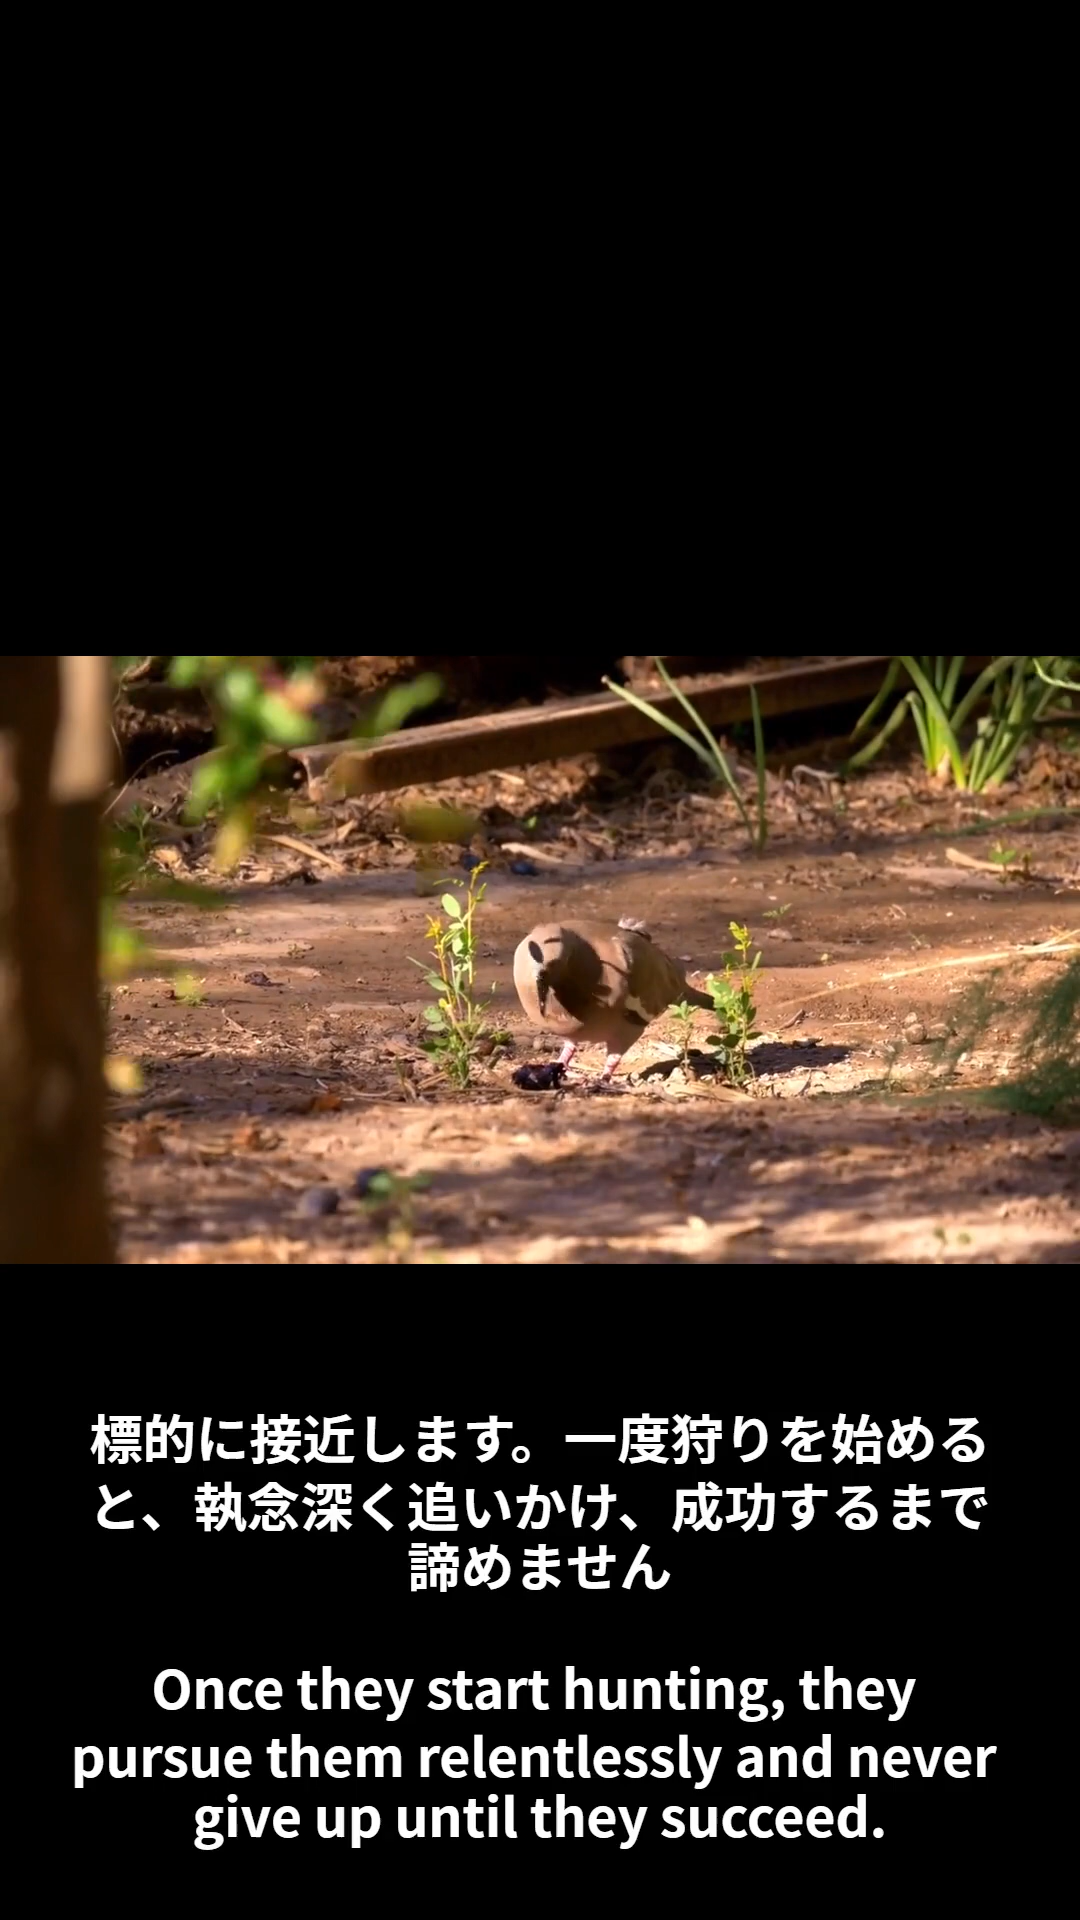 標的に接近します。一度狩りを始める
と、執念深く追いかけ、成功するまで
諦めません
Once they start hunting, they
pursue them relentlessly and never
give up until they succeed.